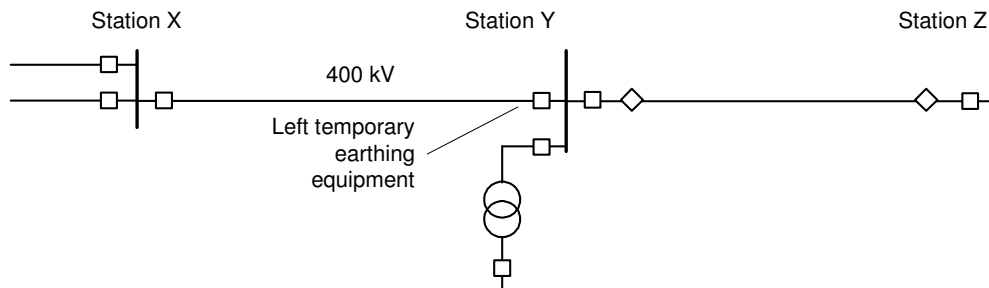 Station X
Station Y
Station Z
400 kV
Left temporary
earthing
equipment